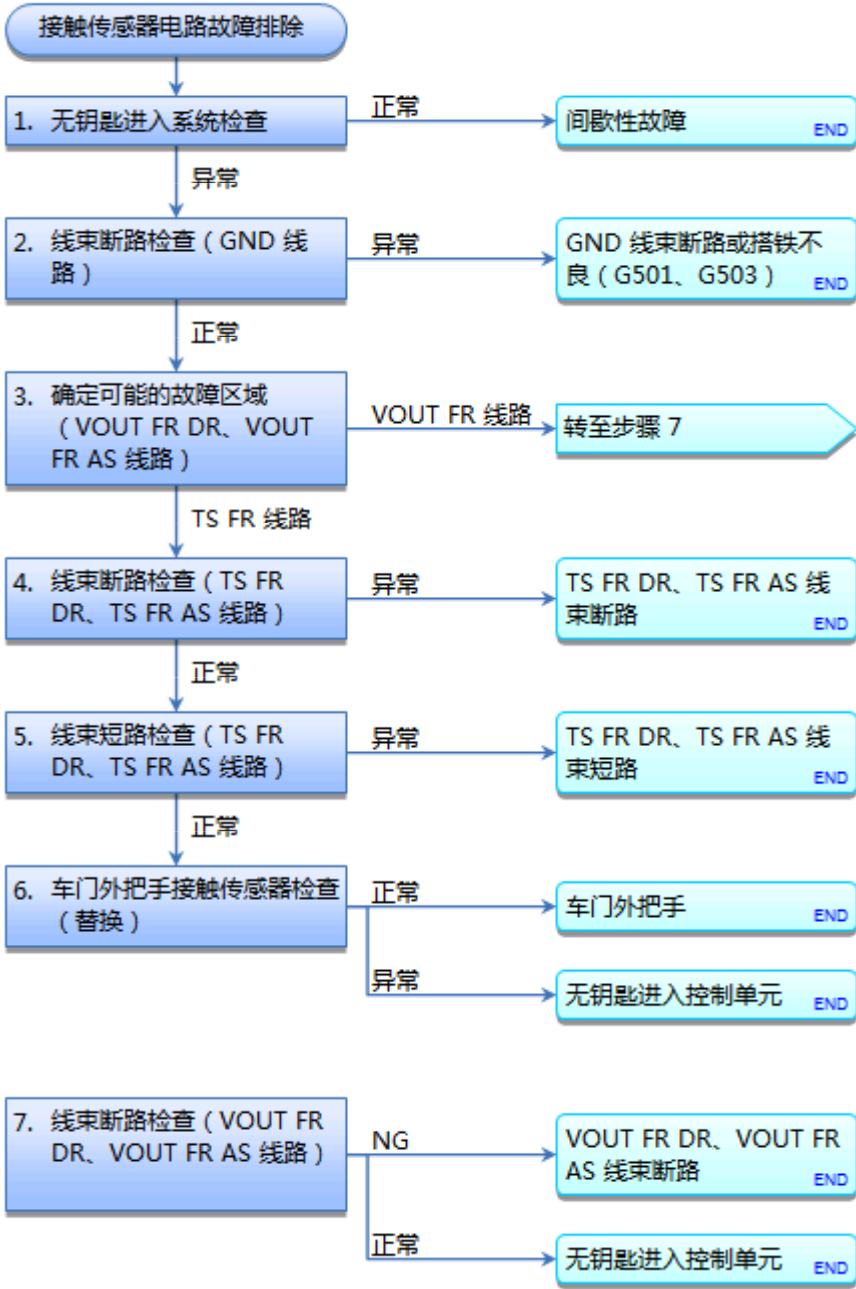 接触传感器电路故障排除
1. 无钥匙进入系统检查
正常
间歇性故障
END
异常
2. 线束断路检查（GND 线
路）
异常
GND 线束断路或搭铁不
良（G501、G503）
END
正常
3. 确定可能的故障区域
（VOUT FR DR、VOUT
FR AS 线路）
VOUT FR 线路
转至步骤 7
TS FR 线路
4. 线束断路检查（TS FR
DR、TS FR AS 线路）
异常
TS FR DR、TS FR AS 线
束断路
END
正常
5. 线束短路检查（TS FR
DR、TS FR AS 线路）
异常
TS FR DR、TS FR AS 线
束短路
END
正常
6. 车门外把手接触传感器检查
（替换）
正常
车门外把手
END
异常
无钥匙进入控制单元
END
7. 线束断路检查（VOUT FR
DR、VOUT FR AS 线路）
NG
VOUT FR DR、VOUT FR
AS 线束断路
END
正常
无钥匙进入控制单元
END